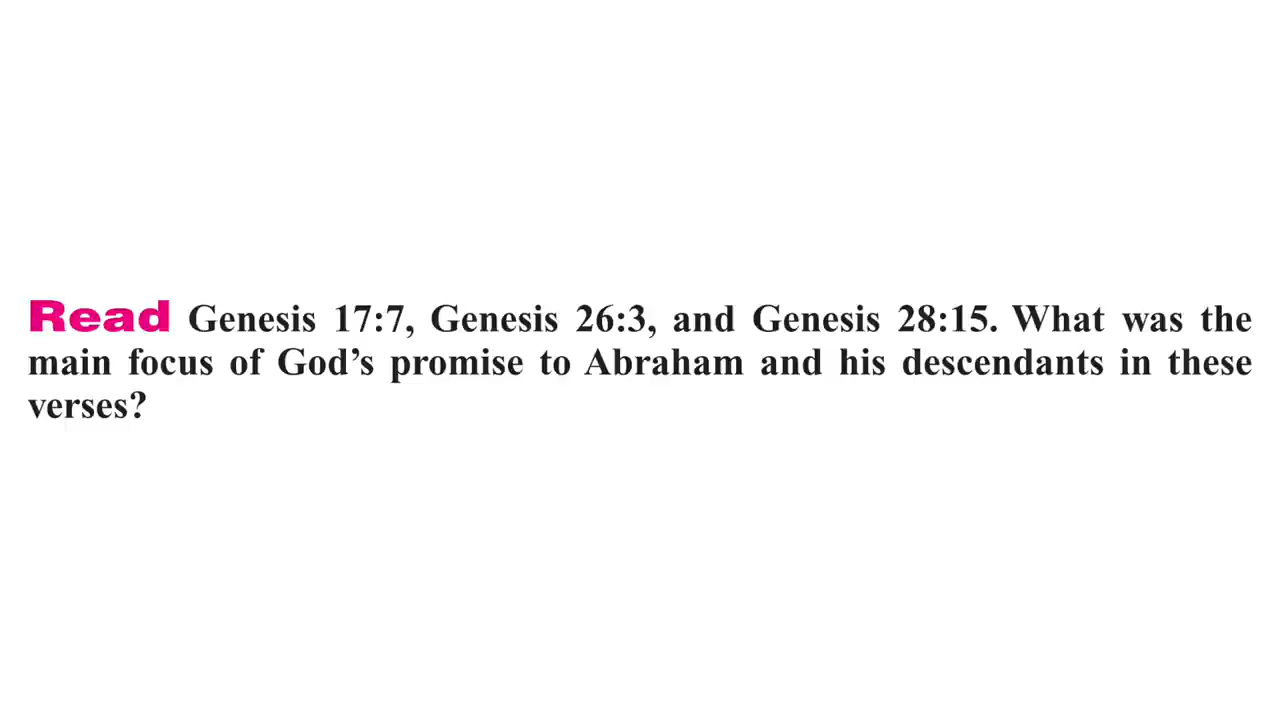 Read Genesis 17:7, Genesis 26:3, and Genesis 28:15. What was the
main focus of God’s promise to Abraham and his descendants in these
verses?